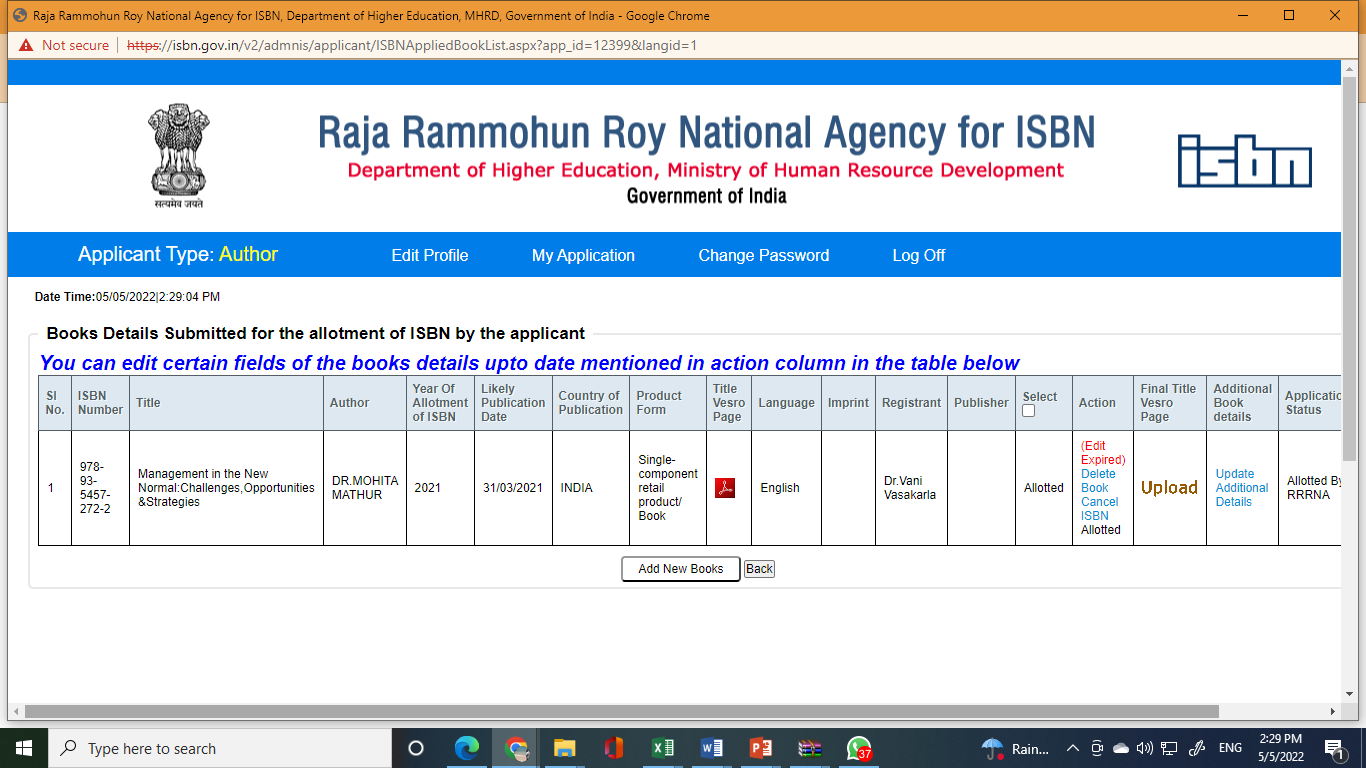 Raja Rammohun Roy National Agency for ISBN, Department of Higher Education, MHRD, Government of India - Google Chrome
Not secure | https://isbn.gov.in/v2/admnis/applicant/ISBNAppliedBookList.aspx?app_id=12399&langid=1
सत्यमेव जयते
Raja Rammohun Roy National Agency for ISBN
Department of Higher Education, Ministry of Human Resource Development
Government of India
isbn
Applicant Type: Author Edit Profile My Application Change Password Log Off
Date Time:05/05/2022|2:29:04 PM
Books Details Submitted for the allotment of ISBN by the applicant
You can edit certain fields of the books details upto date mentioned in action column in the table below
Sl No.
ISBN Number
Title
Author
Year Of Allotment of ISBN
Likely Publication Date
Country of Publication
Product Form
Title Vesro Page
Language
Imprint
Registrant
Publisher
Select
Action
Final Title Vesro Page
Additional Book details
Applicatio Status
1
978-
93-
5457-
272-2
Management in the New
Normal:Challenges,Opportunities
&Strategies
DR.MOHITA
MATHUR
2021
31/03/2021
INDIA
Single-
component
retail
product/
Book
English
Dr.Vani
Vasakarla
Allotted
(Edit
Expired)
Delete
Book
Cancel
ISBN
Allotted
Upload
Update
Additional
Details
Allotted By
RRRNA
Add New Books Back
Type here to search
37
Rain...
ENG
2:29 PM
5/5/2022
1